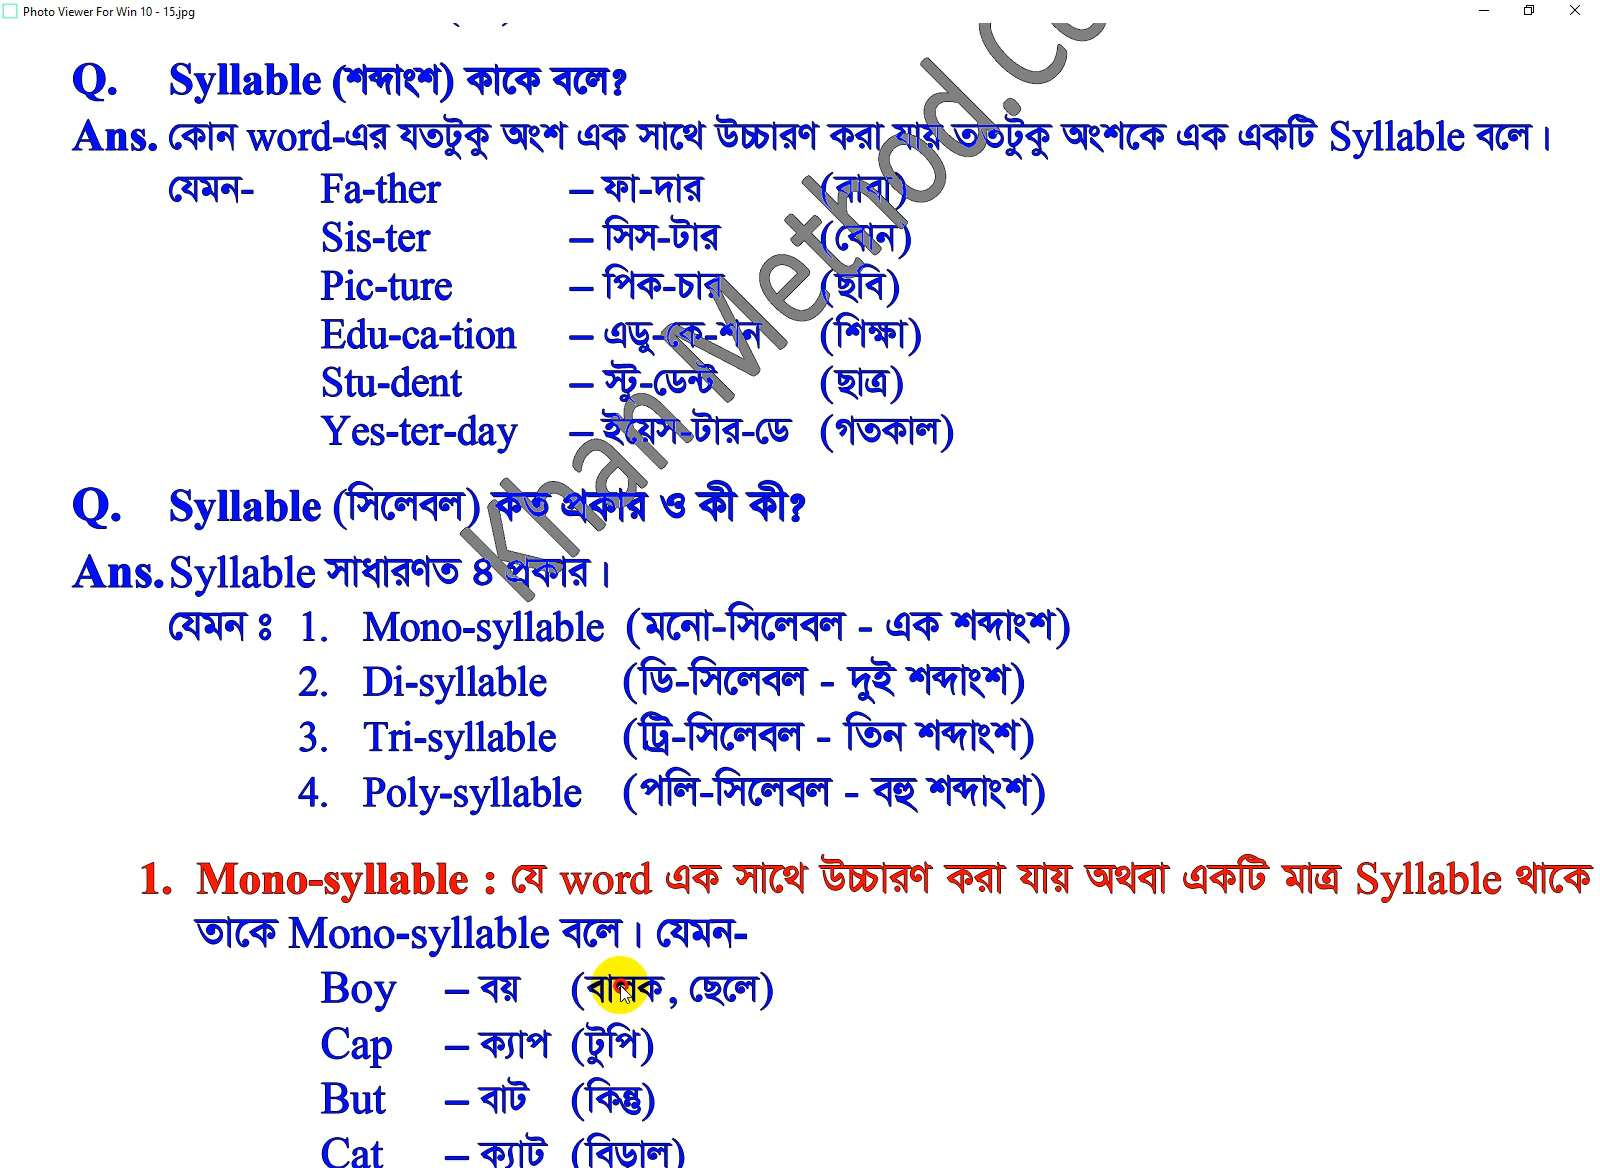 Photo Viewer For Win 10 - 15.jpg
Q. Syllable (শব্দাংশ) কাকে বলে?
Ans. কোন word-এর যতটুকু অংশ এক সাথে উচ্চারণ করা যায় ততটুকু অংশকে এক একটি Syllable বলে।
যেমন- Fa-ther – ফা-দার (বাবা)
Sis-ter – সিস-টার (বোন)
Pic-ture – পিক-চার (ছবি)
Edu-ca-tion – এডু-কে-শন (শিক্ষা)
Stu-dent – স্টু-ডেন্ট (ছাত্র)
Yes-ter-day – ইয়েস-টার-ডে (গতকাল)
Khan Method.Co
Q. Syllable (সিলেবল) কত প্রকার ও কী কী?
Ans. Syllable সাধারণত ৪ প্রকার।
যেমন ঃ 1. Mono-syllable (মনো-সিলেবল - এক শব্দাংশ)
2. Di-syllable (ডি-সিলেবল - দুই শব্দাংশ)
3. Tri-syllable (ট্রি-সিলেবল - তিন শব্দাংশ)
4. Poly-syllable (পলি-সিলেবল - বহু শব্দাংশ)
1. Mono-syllable : যে word এক সাথে উচ্চারণ করা যায় অথবা একটি মাত্র Syllable থাকে
তাকে Mono-syllable বলে। যেমন-
Boy – বয় (বালক, ছেলে)
Cap – ক্যাপ (টুপি)
But – বাট (কিন্তু)
Cat – ক্যাট (বিড়াল)